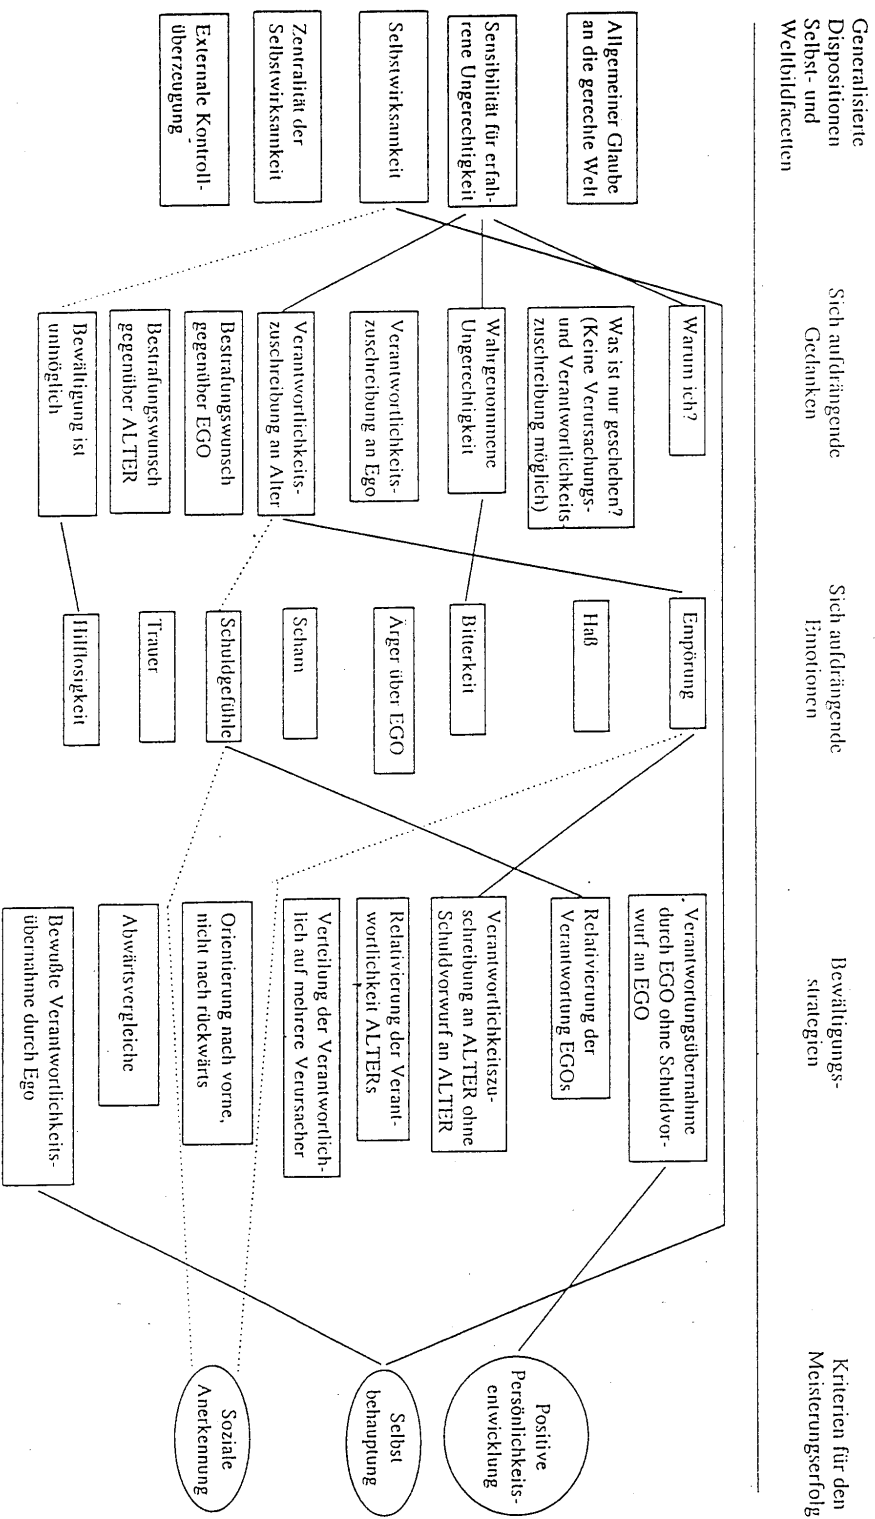 Generalisierte
Dispositionen
Selbst- und
Weltbildfacetten
Sich aufdrängende
Gedanken
Sich aufdrängende
Emotionen
Bewältigungs-
strategien
Kriterien für den
Meisterungserfolg
Allgemeiner Glaube
an die gerechte Welt
Sensibilität für erfah-
rene Ungerechtigkeit
Selbstwirksamkeit
Zentralität der
Selbstwirksamkeit
Externale Kontroll-
überzeugung
Warum ich?
Was ist nur geschehen?
(Keine Verursachungs-
und Verantwortlichkeits-
zuschreibung möglich)
Wahrgenommene
Ungerechtigkeit
Verantwortlichkeits-
zuschreibung an Ego
Verantwortlichkeits-
zuschreibung an Alter
Bestrafungswunsch
gegenüber EGO
Bestrafungswunsch
gegenüber ALTER
Bewältigung ist
unmöglich
Empörung
Haß
Bitterkeit
Ärger über EGO
Scham
Schuldgefühle
Trauer
Hilflosigkeit
Verantwortungsübernahme
durch EGO ohne Schuldvor-
wurf an EGO
Relativierung der
Verantwortung EGOs
Verantwortlichkeitszu-
schreibung an ALTER ohne
Schuldvorwurf an ALTER
Relativierung der Verant-
wortlichkeit ALTERs
Verteilung der Verantwortlich-
lich auf mehrere Verursacher
Orientierung nach vorne,
nicht nach rückwärts
Abwärtsvergleiche
Bewußte Verantwortlichkeits-
übernahme durch Ego
Positive
Persönlichkeits-
entwicklung
Selbst
behauptung
Soziale
Anerkennung